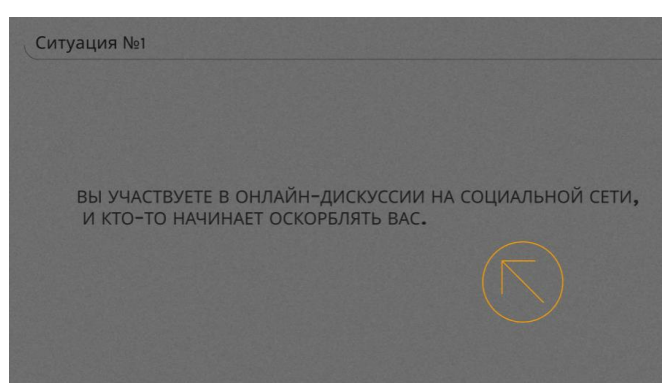 Ситуация №1
ВЫ УЧАСТВУЕТЕ В ОНЛАЙН-ДИСКУССИИ НА СОЦИАЛЬНОЙ СЕТИ,
И КТО-ТО НАЧИНАЕТ ОСКОРБЛЯТЬ ВАС.